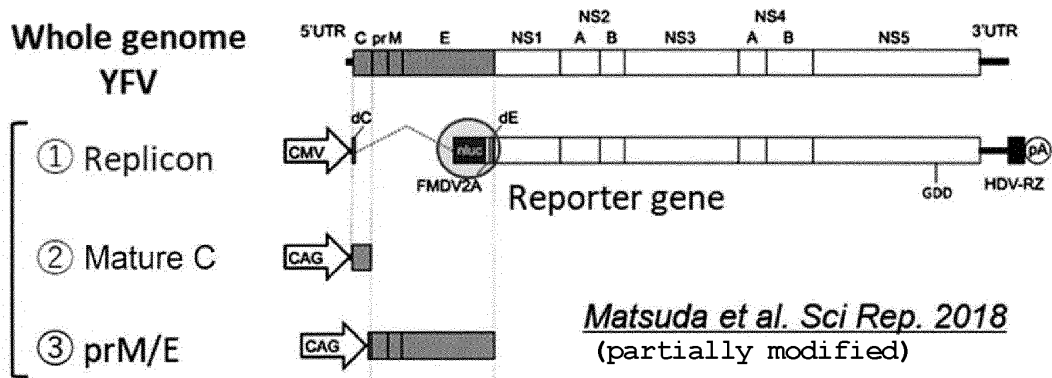 Whole genome
YFV
5'UTR C prM E NS1 NS2 A B NS3 NS4 A B NS5 3'UTR
① Replicon
CMV dC nluc dE
FMDV2A
Reporter gene
GDD
HDV-RZ
pA
② Mature C
CAG
③ prM/E
CAG
Matsuda et al. Sci Rep. 2018
(partially modified)